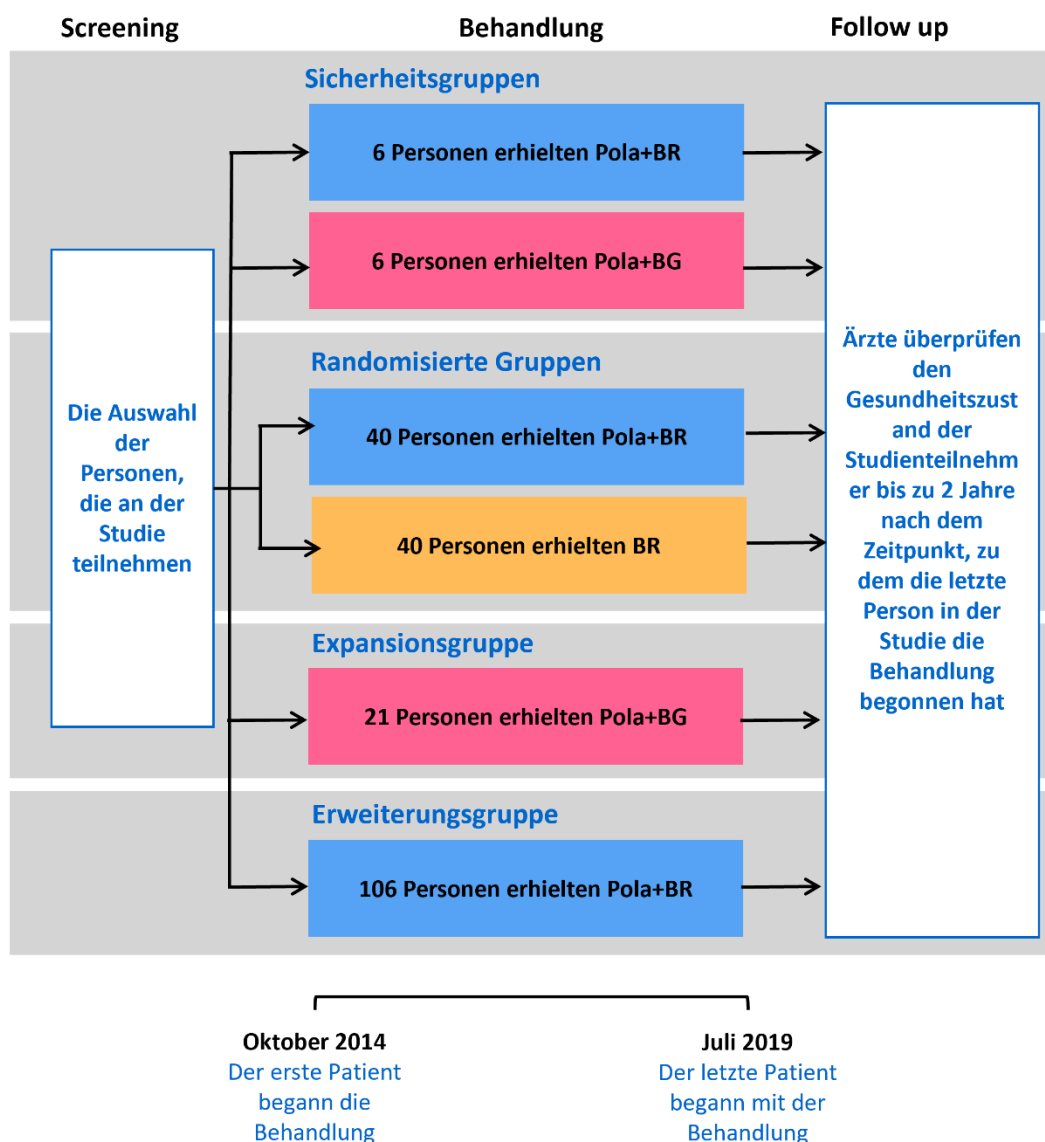 Screening
Behandlung
Follow up
Sicherheitsgruppen
6 Personen erhielten Pola+BR
6 Personen erhielten Pola+BG
Randomisierte Gruppen
40 Personen erhielten Pola+BR
40 Personen erhielten BR
Expansionsgruppe
21 Personen erhielten Pola+BG
Erweiterungsgruppe
106 Personen erhielten Pola+BR
Die Auswahl
der
Personen,
die an der
Studie
teilnehmen
Ärzte überprüfen
den
Gesundheitszust
and der
Studienteilnehm
er bis zu 2 Jahre
nach dem
Zeitpunkt, zu
dem die letzte
Person in der
Studie die
Behandlung
begonnen hat
Oktober 2014
Der erste Patient
begann die
Behandlung
Juli 2019
Der letzte Patient
begann mit der
Behandlung